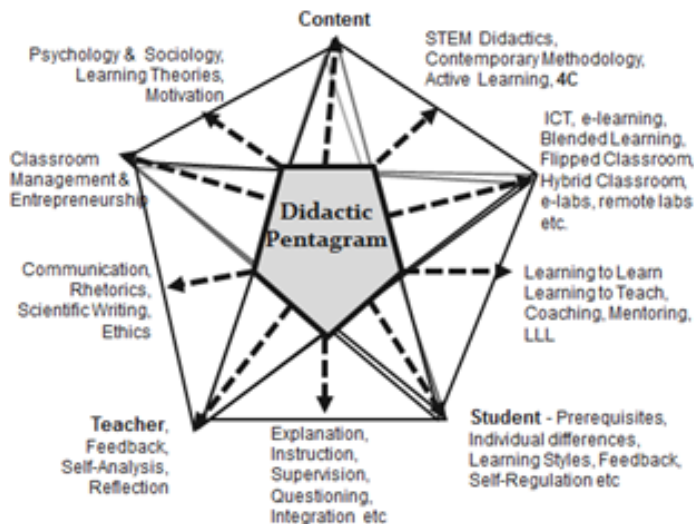 Content
Psychology & Sociology,
Learning Theories,
Motivation
STEM Didactics,
Contemporary Methodology,
Active Learning, 4C
ICT, e-learning,
Blended Learning,
Flipped Classroom,
Hybrid Classroom,
e-labs, remote labs
etc.
Classroom
Management &
Entrepreneurship
Didactic
Pentagram
Communication,
Rhetorics,
Scientific Writing,
Ethics
Learning to Learn
Learning to Teach,
Coaching, Mentoring,
LLL
Teacher,
Feedback,
Self-Analysis,
Reflection
Explanation,
Instruction,
Supervision,
Questioning,
Integration etc
Student - Prerequisites,
Individual differences,
Learning Styles, Feedback,
Self-Regulation etc